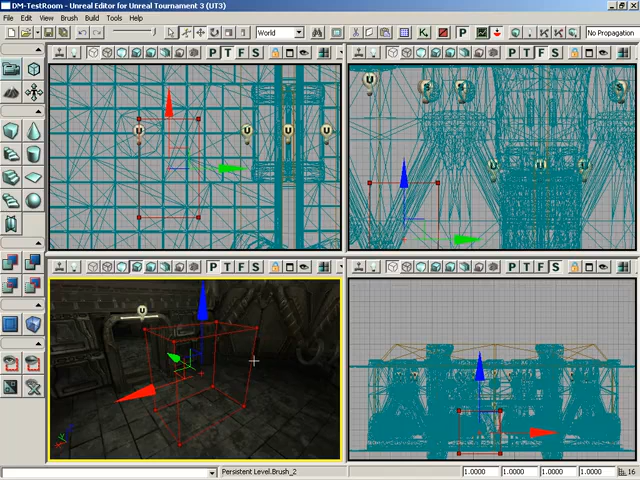 DM-TestRoom - Unreal Editor for Unreal Tournament 3 (UT3)
File Edit View Brush Build Tools Help
World
P
No Propagation
P T F S
P T F S
U U U U
U S S S
U U U
P T F S
P T F S
U
Persistent Level.Brush_2
1.0000 1.0000 1.0000 1.0000 16